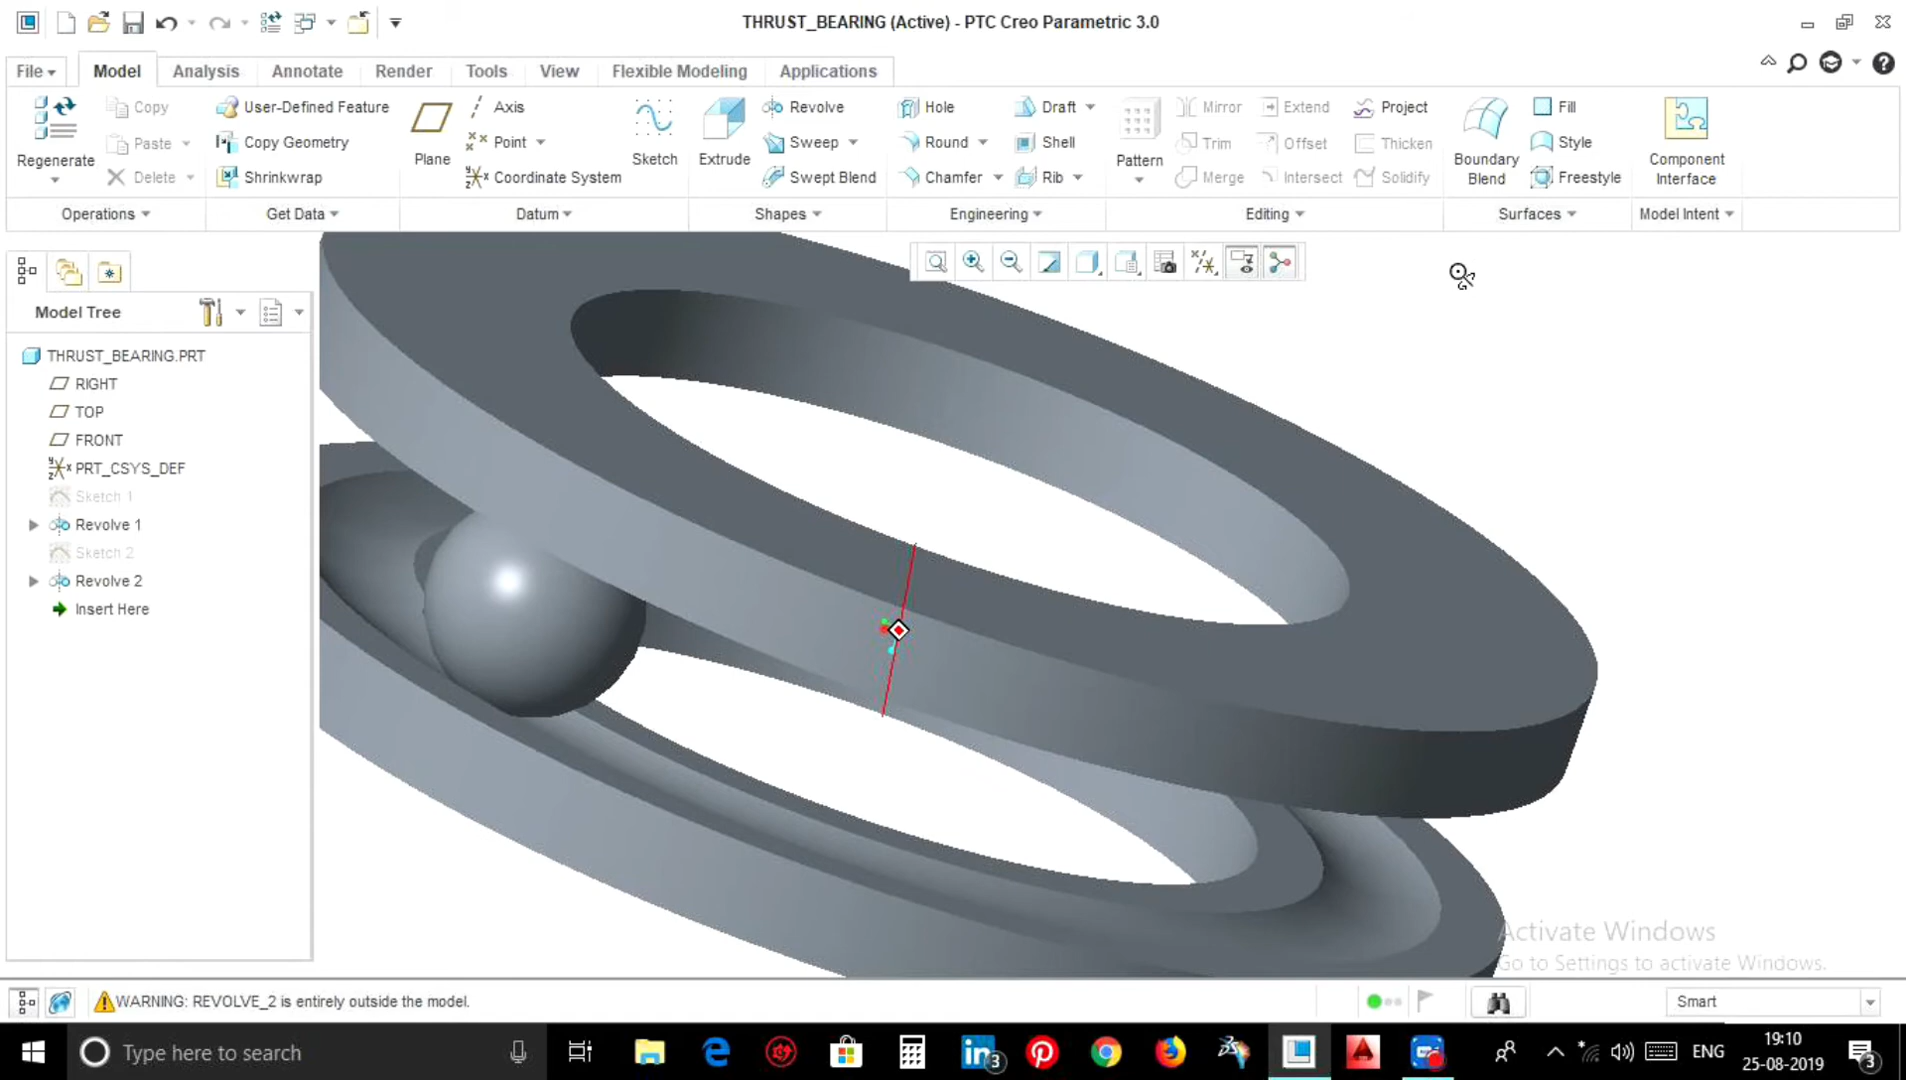 THRUST_BEARING (Active) - PTC Creo Parametric 3.0
File
Model
Analysis
Annotate
Render
Tools
View
Flexible Modeling
Applications
Regenerate
Copy
Paste
Delete
User-Defined Feature
Copy Geometry
Shrinkwrap
Plane
Axis
Point
Coordinate System
Sketch
Extrude
Revolve
Sweep
Swept Blend
Hole
Round
Chamfer
Draft
Shell
Rib
Pattern
Mirror
Trim
Merge
Extend
Offset
Intersect
Project
Thicken
Solidify
Boundary
Blend
Fill
Style
Freestyle
Component
Interface
Operations
Get Data
Datum
Shapes
Engineering
Editing
Surfaces
Model Intent
Model Tree
THRUST_BEARING.PRT
RIGHT
TOP
FRONT
PRT_CSYS_DEF
Sketch 1
Revolve 1
Sketch 2
Revolve 2
Insert Here
Activate Windows
Go to Settings to activate Windows.
WARNING: REVOLVE_2 is entirely outside the model.
Smart
Type here to search
3
ENG
19:10
25-08-2019
3